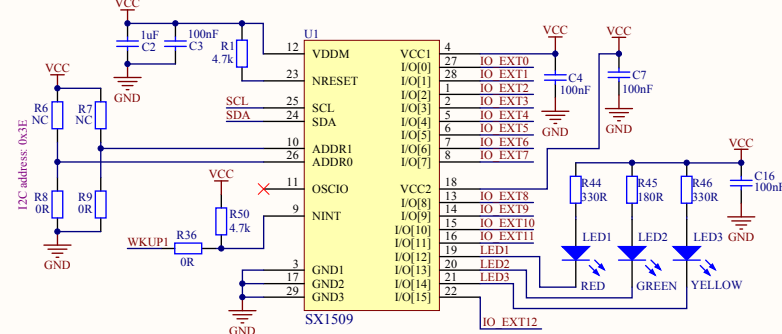 VCC
1uF
C2
100nF
C3
R1
4.7k
GND
U1
12
VDDM
23
NRESET
SCL
25
SCL
SDA
24
SDA
10
ADDR1
26
ADDR0
11
OSCIO
9
NINT
3
GND1
17
GND2
29
GND3
SX1509
VCC
R6
NC
R7
NC
R8
0R
R9
0R
GND
I2C address: 0x3E
VCC
R50
4.7k
WKUP1
R36
0R
GND
VCC1
4
I/O[0]
27
IO_EXT0
I/O[1]
28
IO_EXT1
I/O[2]
1
IO_EXT2
I/O[3]
2
IO_EXT3
I/O[4]
5
IO_EXT4
I/O[5]
6
IO_EXT5
I/O[6]
7
IO_EXT6
I/O[7]
8
IO_EXT7
VCC2
18
I/O[8]
13
IO_EXT8
I/O[9]
14
IO_EXT9
I/O[10]
15
IO_EXT10
I/O[11]
16
IO_EXT11
I/O[12]
19
LED1
I/O[13]
20
LED2
I/O[14]
21
LED3
I/O[15]
22
IO_EXT12
VCC
C4
100nF
GND
VCC
C7
100nF
GND
VCC
C16
100nF
GND
R44
330R
R45
180R
R46
330R
LED1
RED
LED2
GREEN
LED3
YELLOW